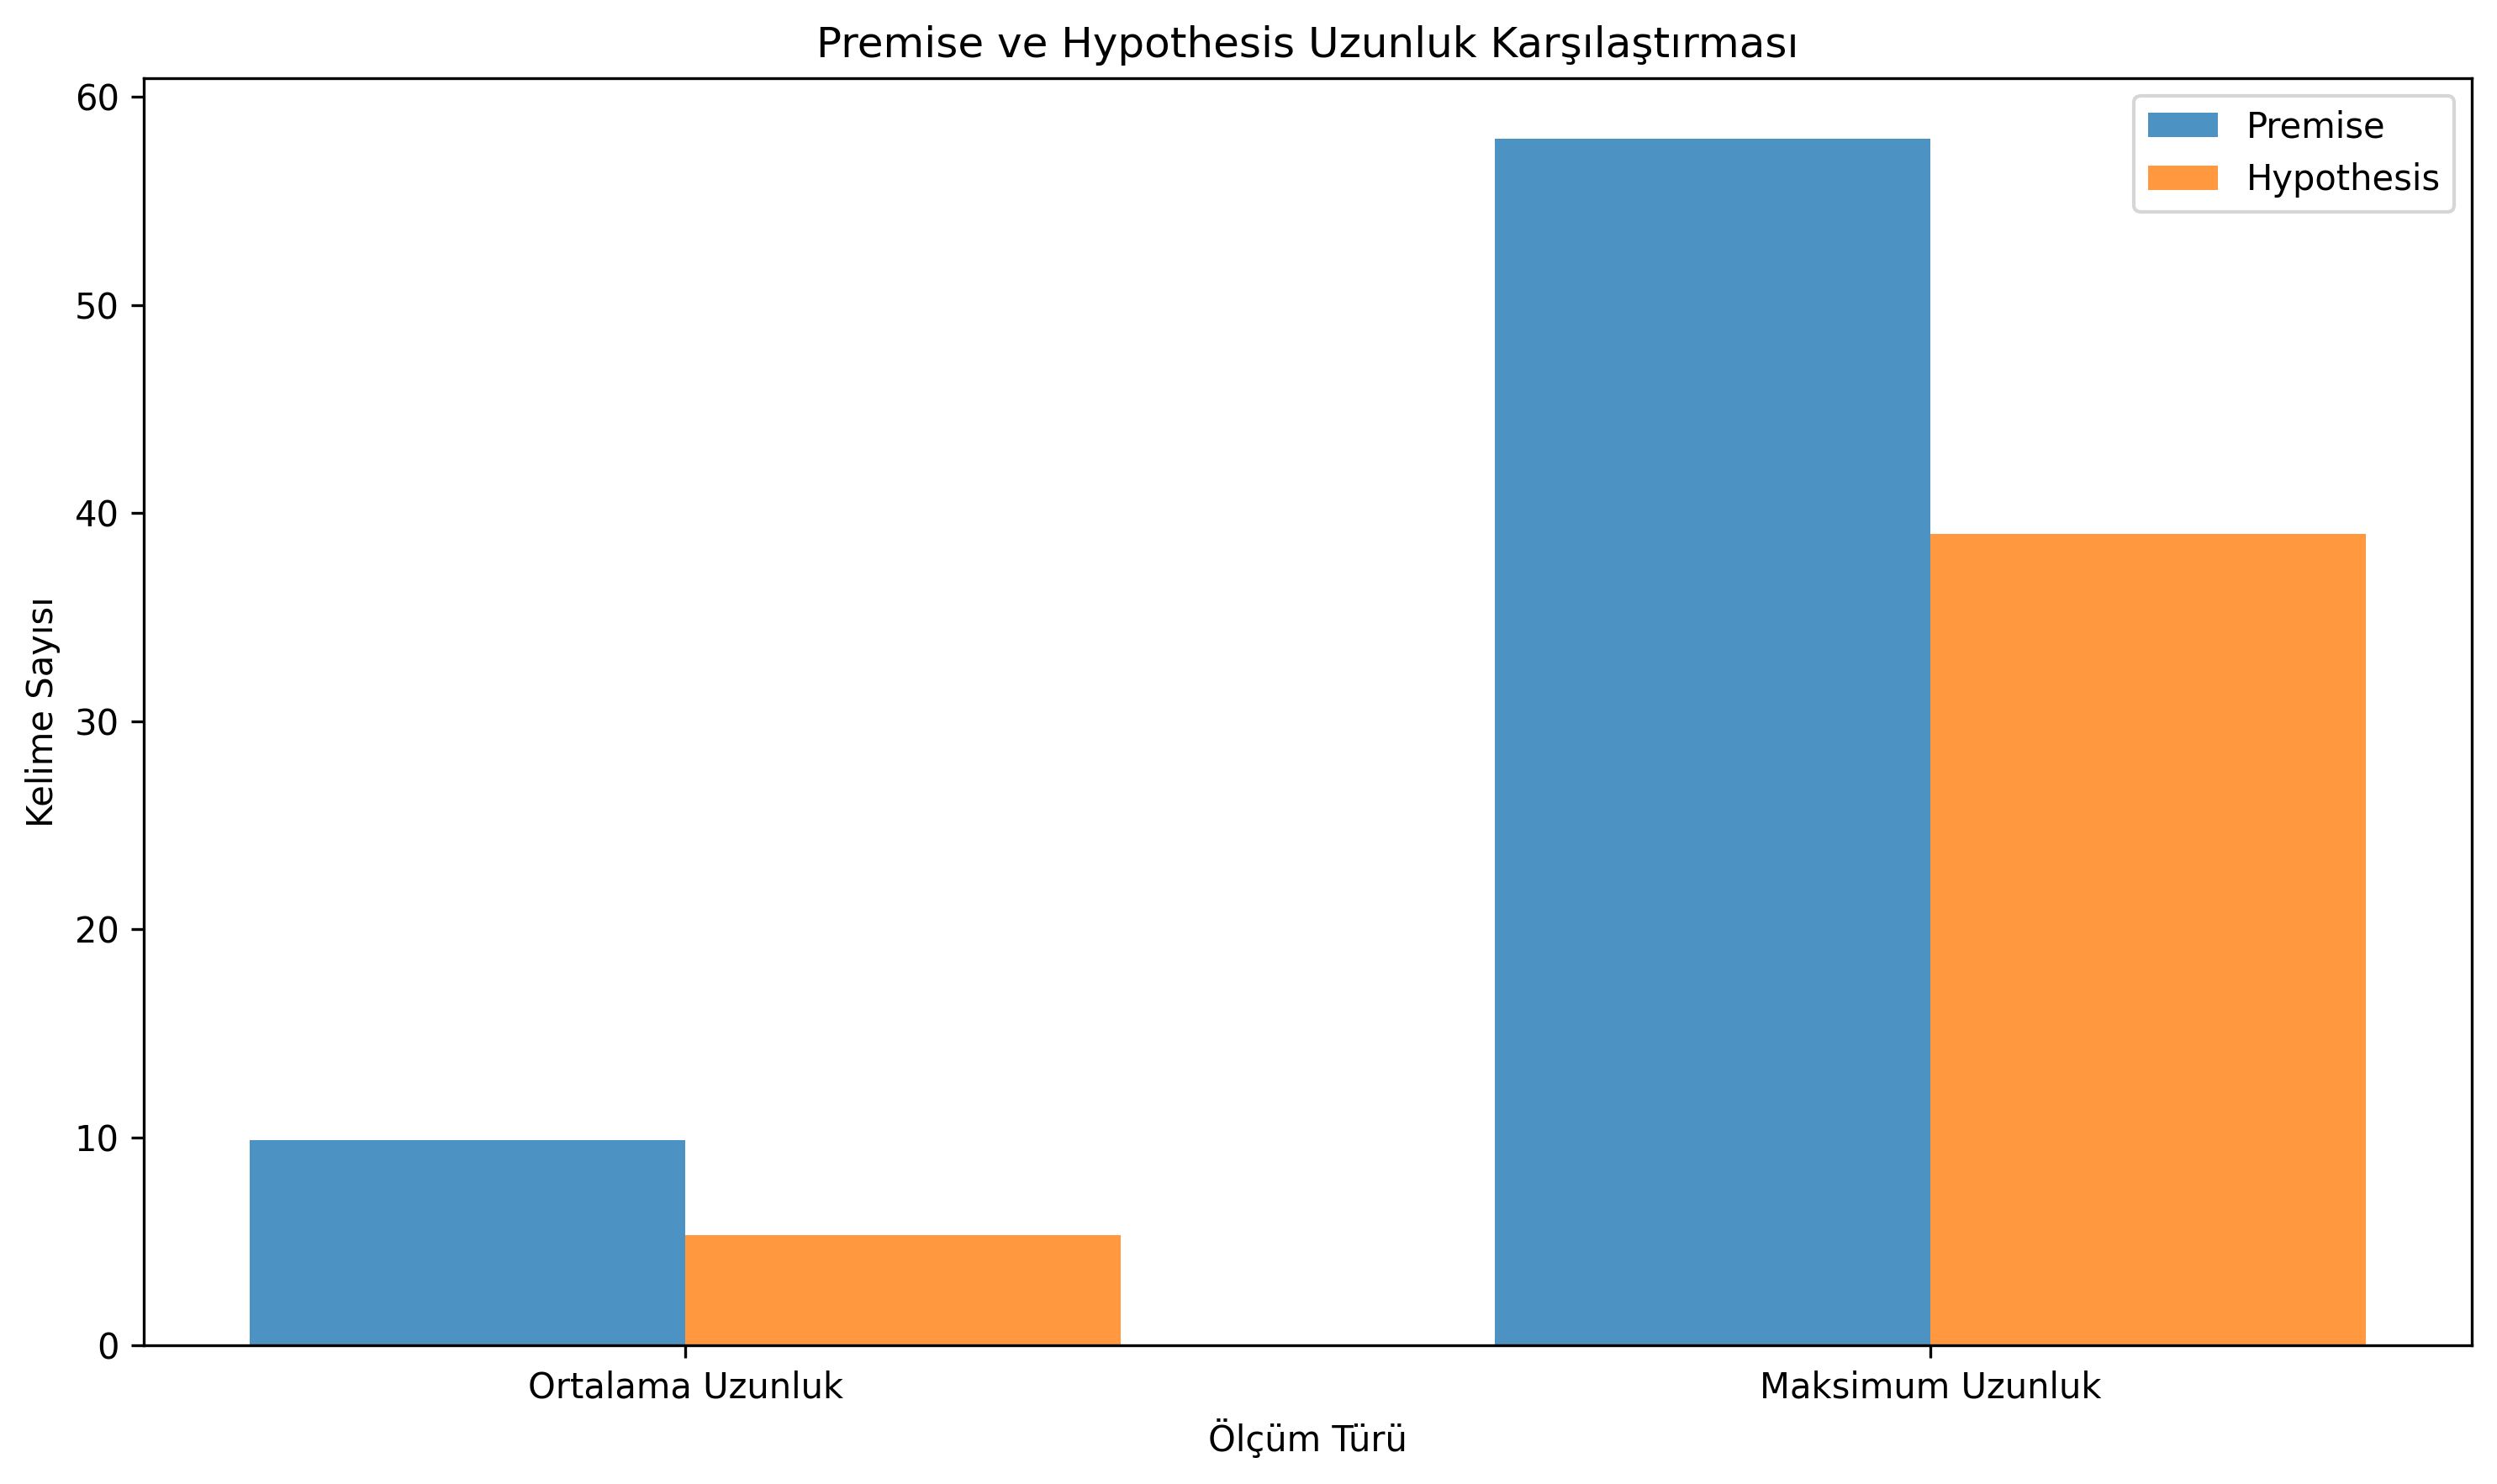 Premise ve Hypothesis Uzunluk Karşılaştırması
Premise
Hypothesis
Kelime Sayısı
60
50
40
30
20
10
0
Ortalama Uzunluk
Maksimum Uzunluk
Ölçüm Türü